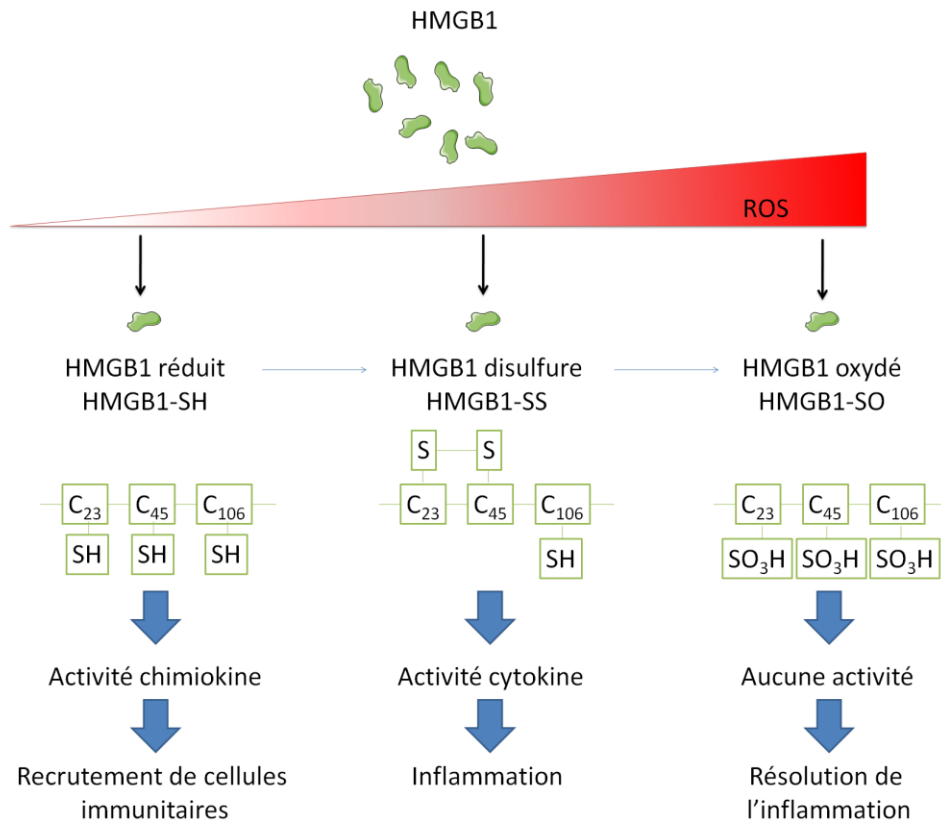 HMGB1
ROS
HMGB1 réduit
HMGB1-SH
HMGB1 disulfure
HMGB1-SS
HMGB1 oxydé
HMGB1-SO
S S
C23 C45 C106
SH SH SH
C23 C45 C106
SH
C23 C45 C106
SO3H SO3H SO3H
Activité chimiokine
Activité cytokine
Aucune activité
Recrutement de cellules
immunitaires
Inflammation
Résolution de
l'inflammation